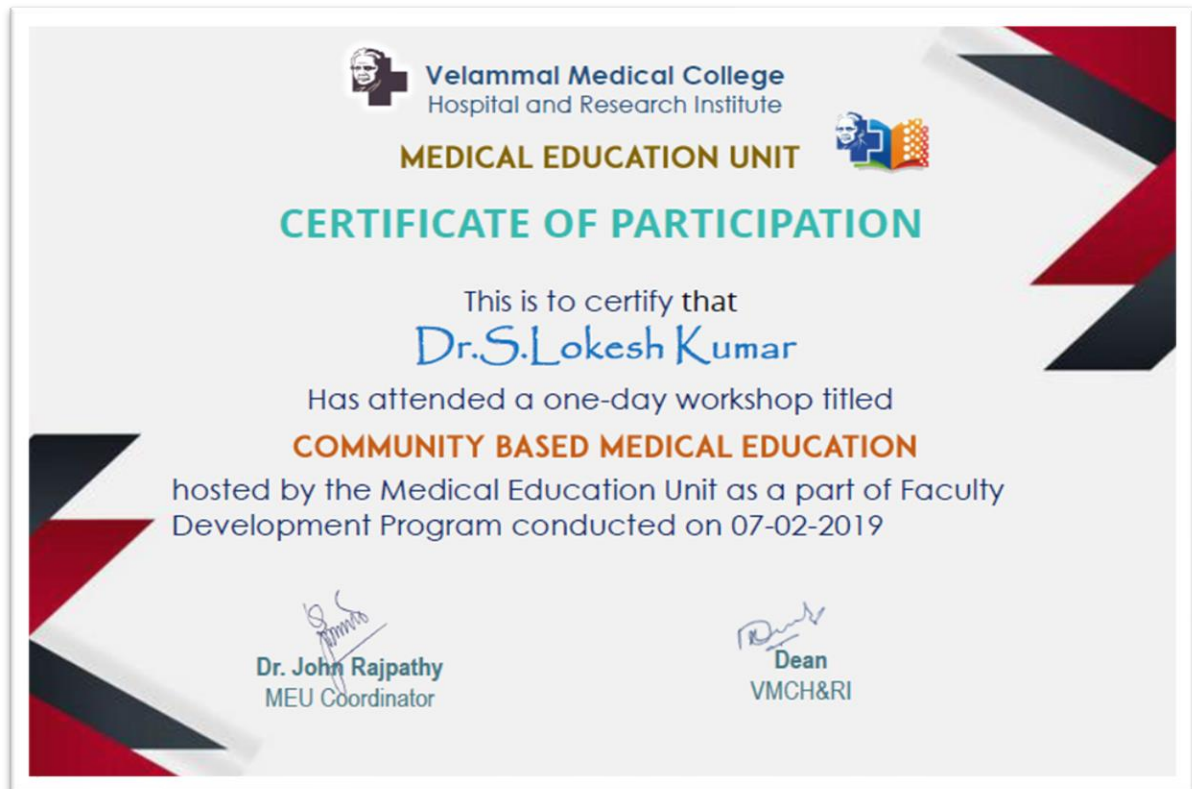 Velammal Medical College
Hospital and Research Institute
MEDICAL EDUCATION UNIT
CERTIFICATE OF PARTICIPATION
This is to certify that
Dr.S.Lokesh Kumar
Has attended a one-day workshop titled
COMMUNITY BASED MEDICAL EDUCATION
hosted by the Medical Education Unit as a part of Faculty
Development Program conducted on 07-02-2019
Dr. John Rajpathy
MEU Coordinator
Dean
VMCH&RI